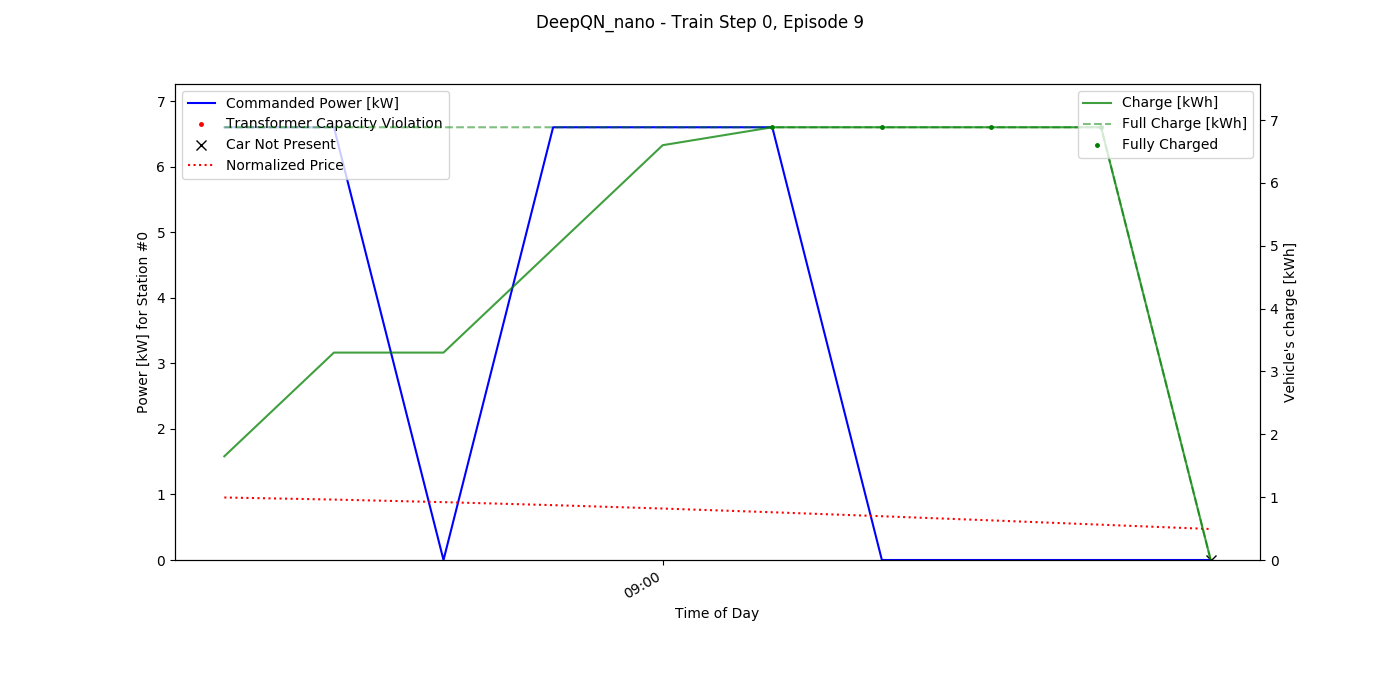 DeepQN_nano - Train Step 0, Episode 9
Commanded Power [kW]
Transformer Capacity Violation
Car Not Present
Normalized Price
Charge [kWh]
Full Charge [kWh]
Fully Charged
7
6
5
4
3
2
1
0
Power [kW] for Station #0
7
6
5
4
3
2
1
0
Vehicle's charge [kWh]
09:00
Time of Day